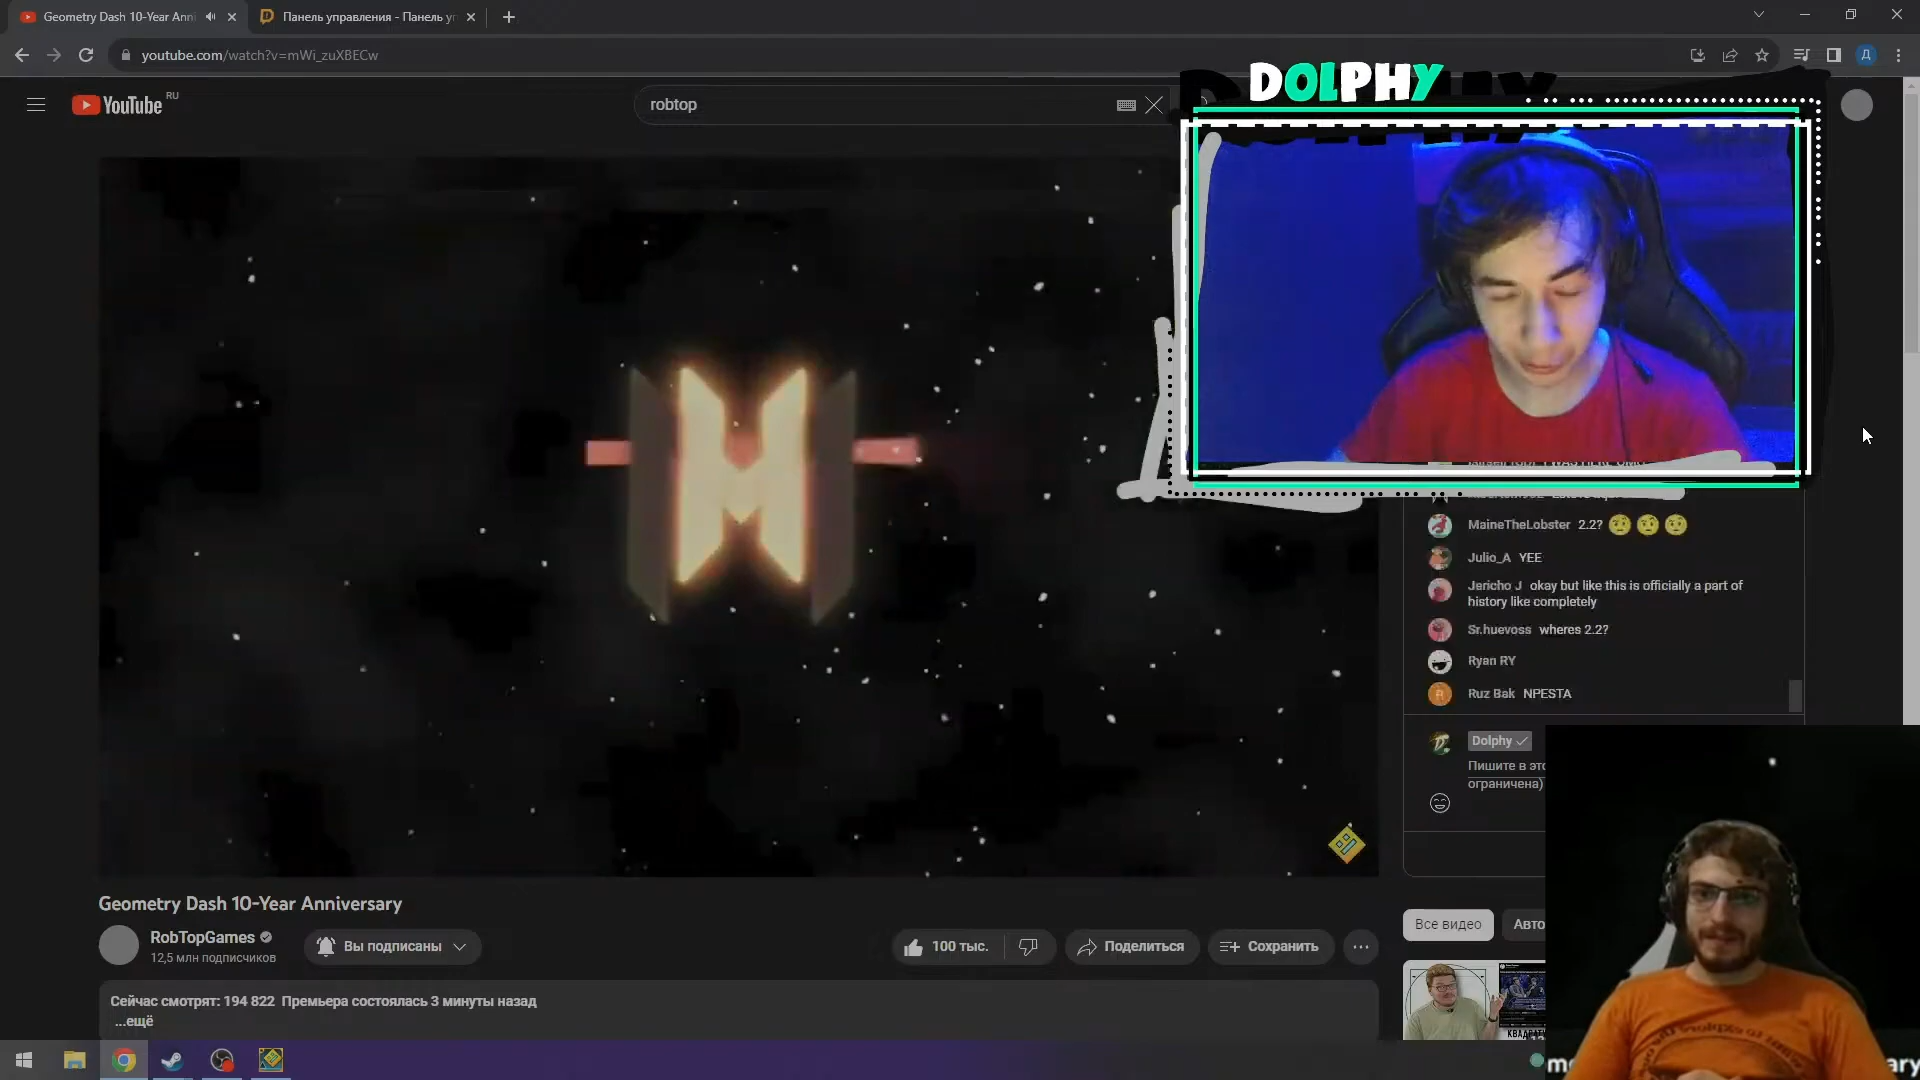 Geometry Dash 10-Year Anni
Панель управления - Панель уп
youtube.com/watch?v=mWi_zuXBECw
Д
YouTube RU
robtop
DOLPHY
MaineTheLobster 2.2?
Julio_A YEE
Jericho J okay but like this is officially a part of
history like completely
Sr.huevoss wheres 2.2?
Ryan RY
Ruz Bak NPESTA
Dolphy
Пишите в это
ограничена)
Geometry Dash 10-Year Anniversary
RobTopGames
12,5 млн подписчиков
Вы подписаны
100 тыс.
Поделиться
Сохранить
Все видео
Авто
Сейчас смотрят: 194 822 Премьера состоялась 3 минуты назад
...ещё